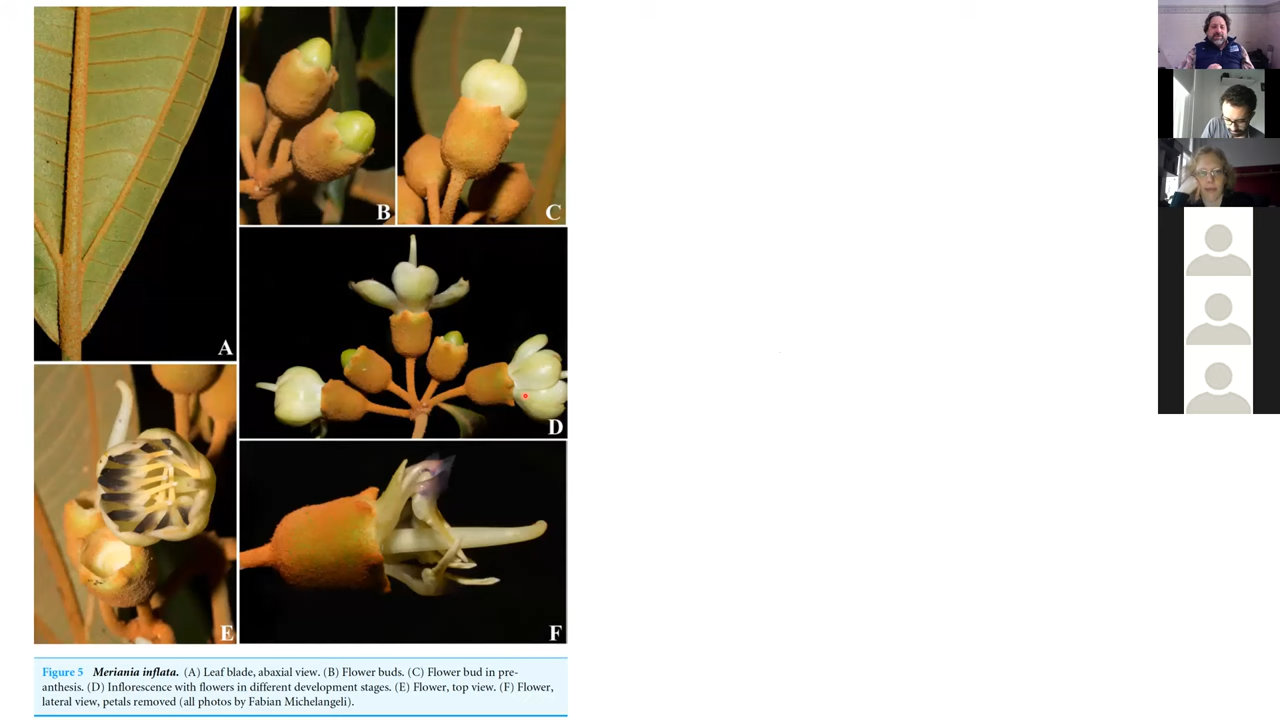 B
C
A
D
E
F
Figure 5 Meriania inflata. (A) Leaf blade, abaxial view. (B) Flower buds. (C) Flower bud in pre-
anthesis. (D) Inflorescence with flowers in different development stages. (E) Flower, top view. (F) Flower,
lateral view, petals removed (all photos by Fabian Michelangeli).